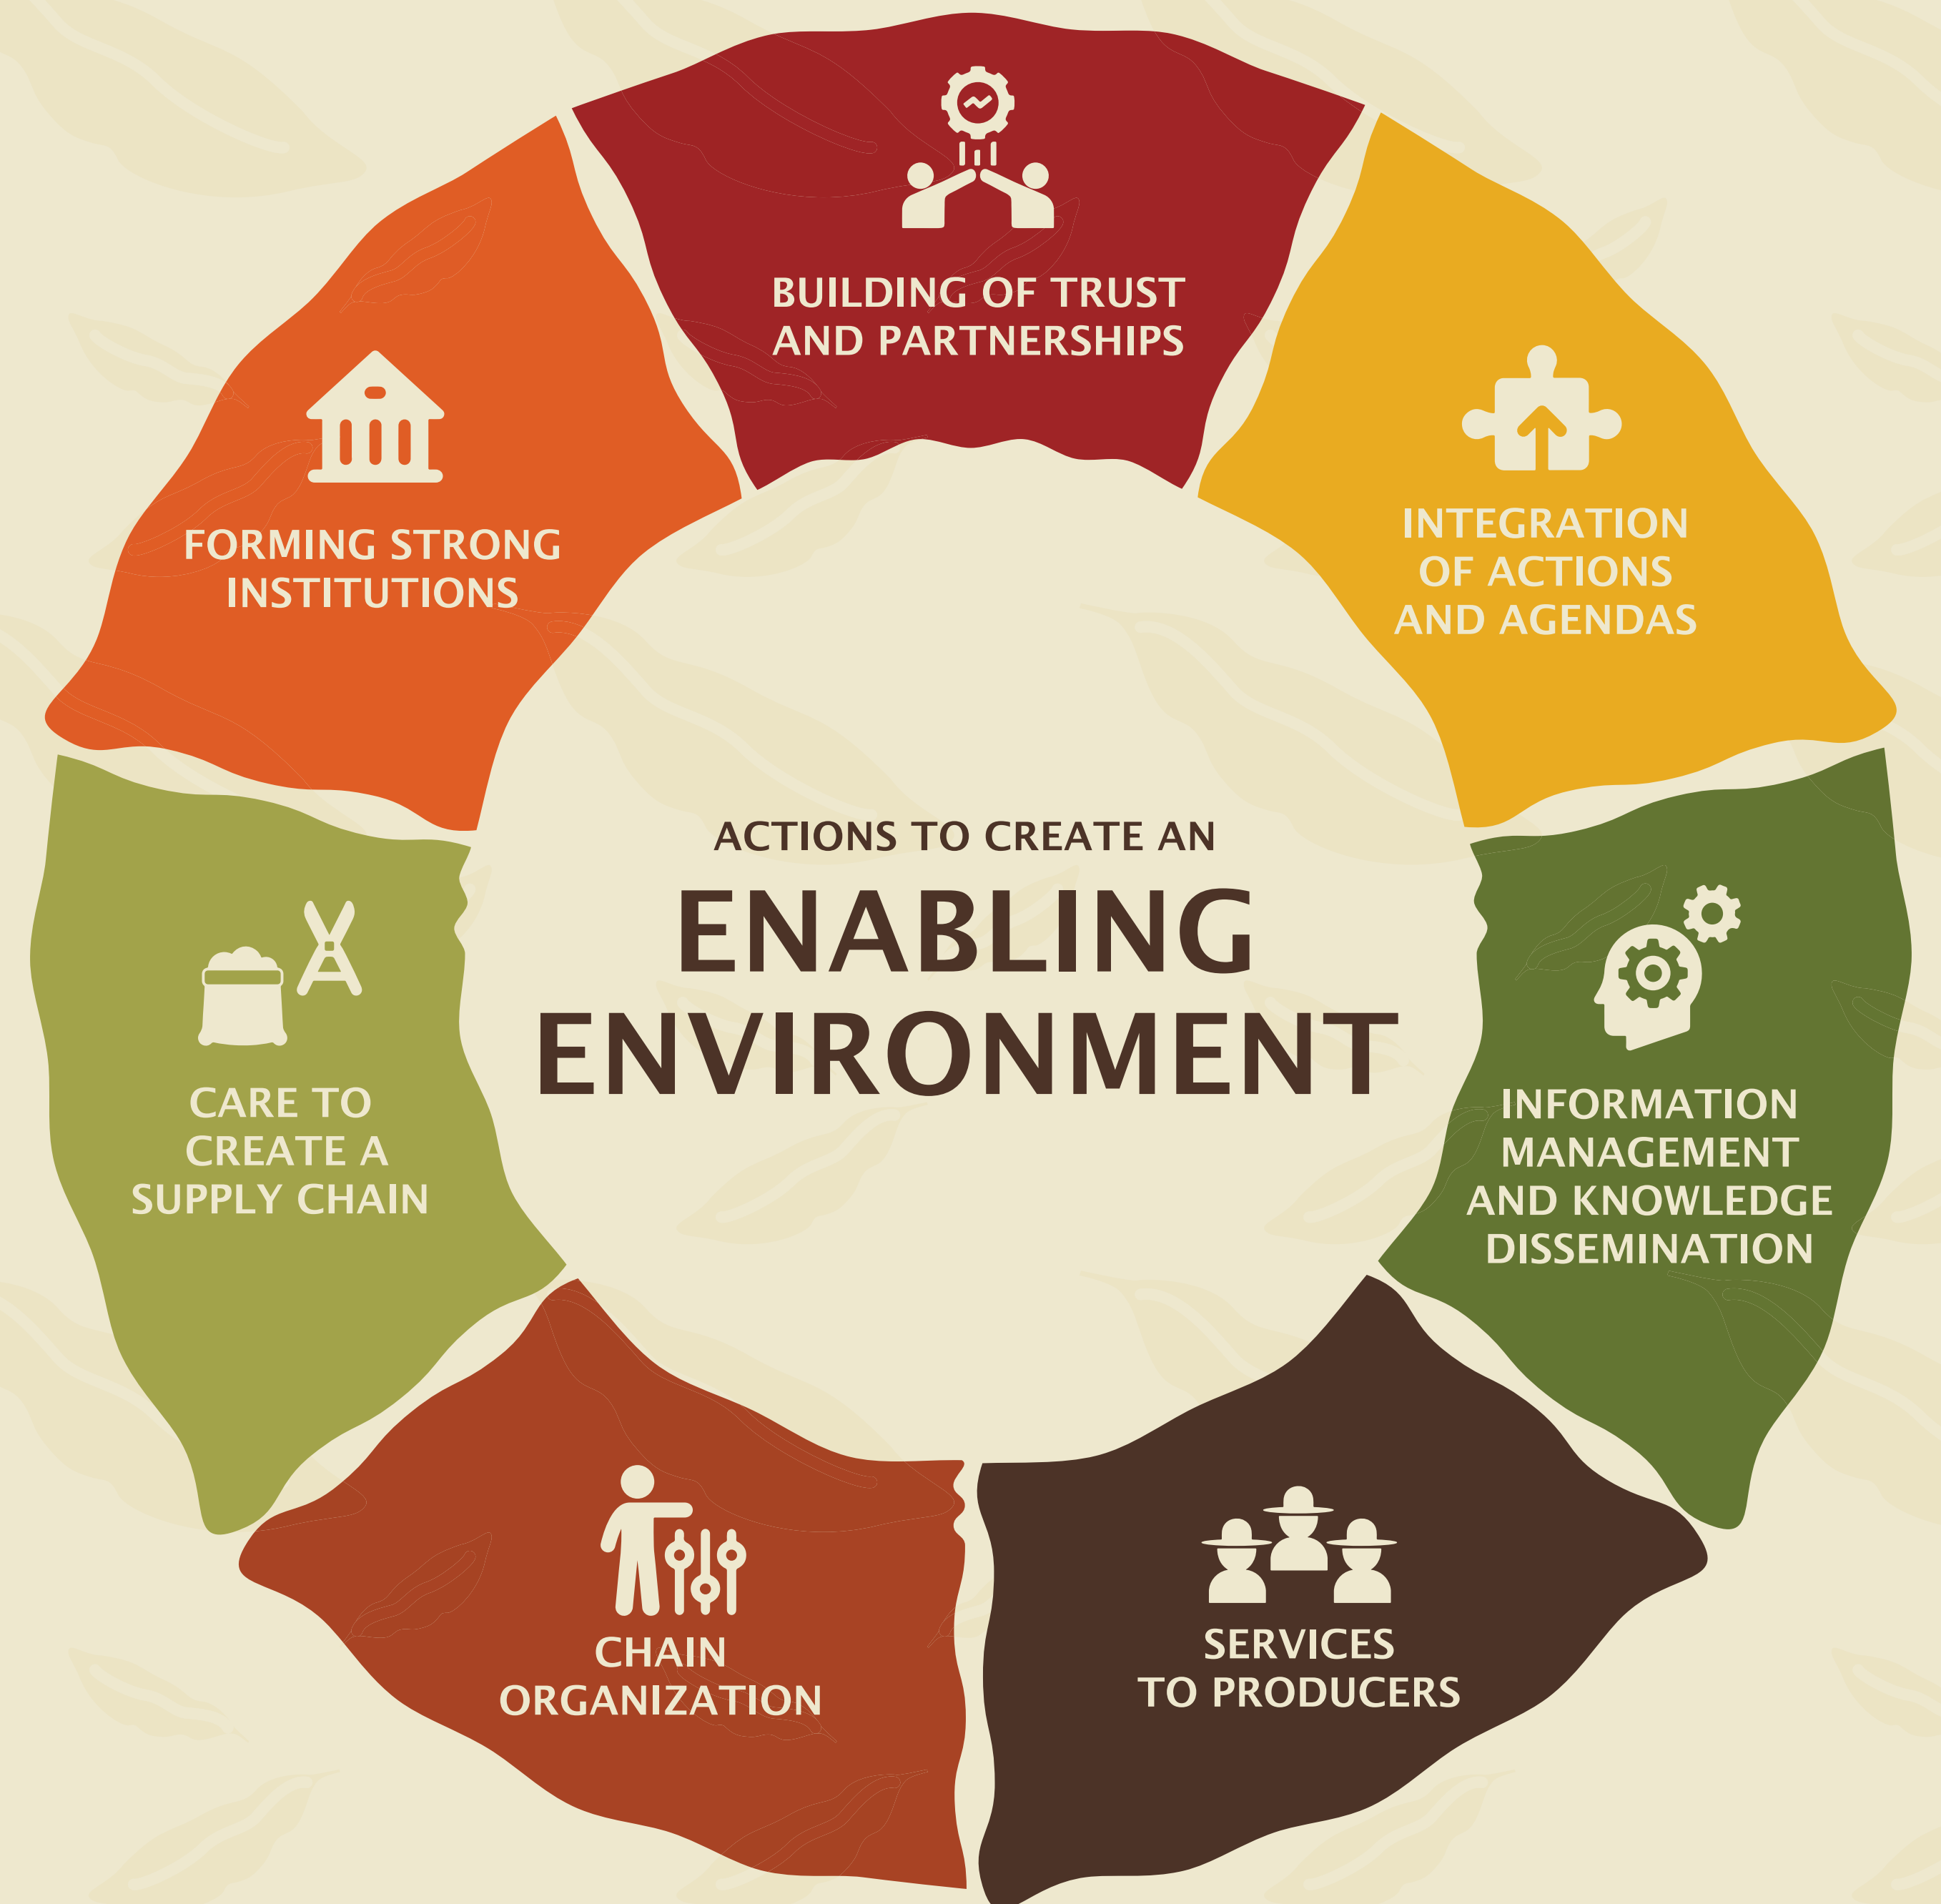 BUILDING OF TRUST
AND PARTNERSHIPS
INTEGRATION
OF ACTIONS
AND AGENDAS
INFORMATION
MANAGEMENT
AND KNOWLEDGE
DISSEMINATION
SERVICES
TO PRODUCERS
CHAIN
ORGANIZATION
CARE TO
CREATE A
SUPPLY CHAIN
FORMING STRONG
INSTITUTIONS
ACTIONS TO CREATE AN
ENABLING
ENVIRONMENT